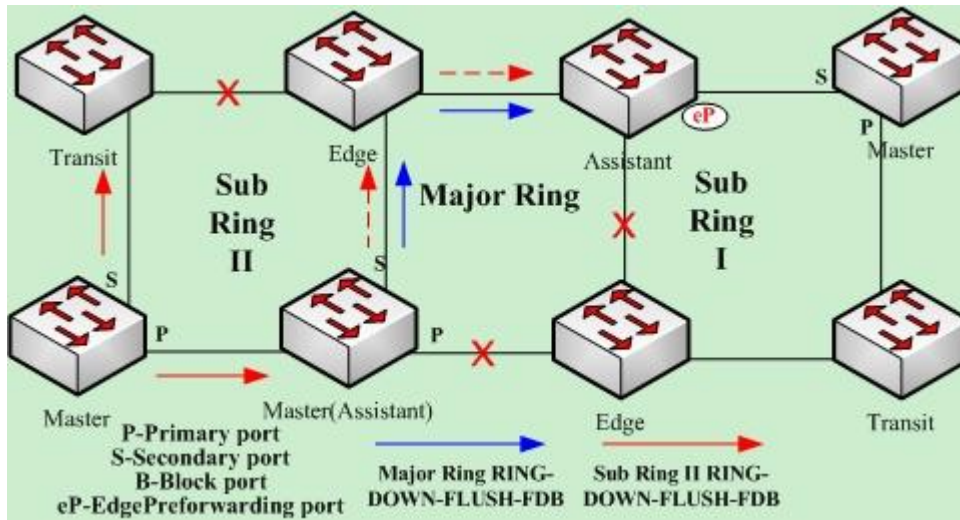 S
eP
Transit
Edge
Assistant
P
Master
Sub
Ring
II
Major Ring
Sub
Ring
I
S
S
P
P
Master
Master(Assistant)
Edge
Transit
P-Primary port
S-Secondary port
B-Block port
eP-EdgePreforwarding port
Major Ring RING-
DOWN-FLUSH-FDB
Sub Ring II RING-
DOWN-FLUSH-FDB